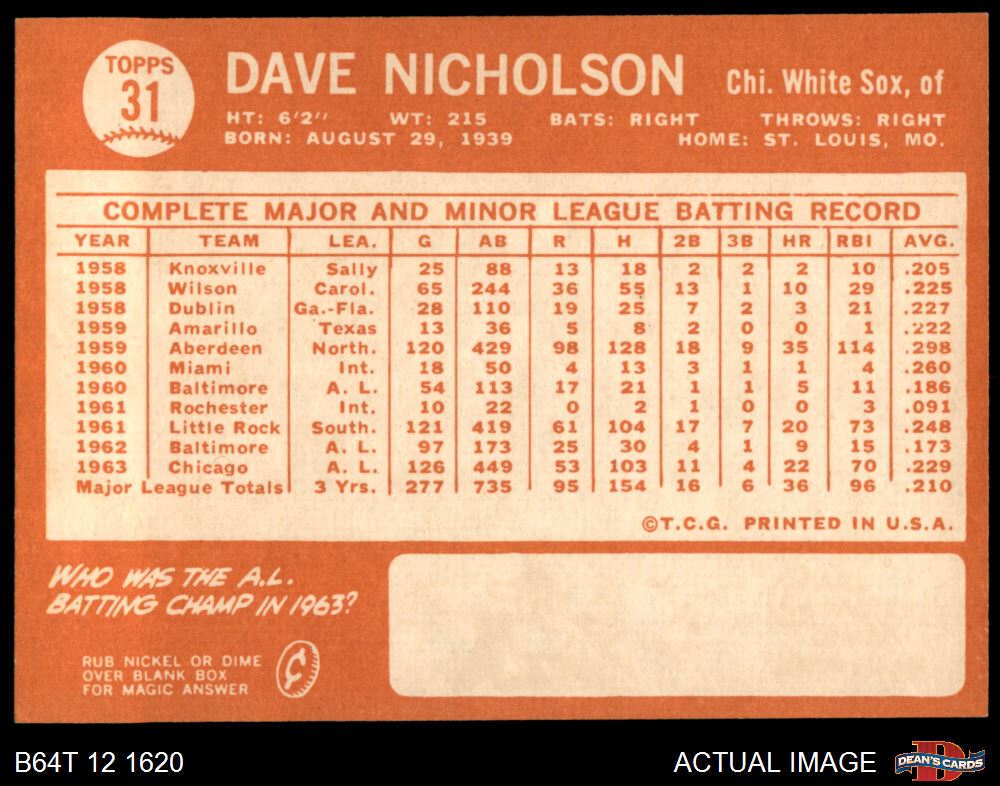 TOPPS
31
DAVE NICHOLSON Chi. White Sox, of
HT: 6'2" WT: 215 BATS: RIGHT THROWS: RIGHT
BORN: AUGUST 29, 1939 HOME: ST. LOUIS, MO.
COMPLETE MAJOR AND MINOR LEAGUE BATTING RECORD
YEAR TEAM LEA. G AB R H 2B 3B HR RBI AVG.
1958 Knoxville Sally 25 88 13 18 2 2 2 10 .205
1958 Wilson Carol. 65 244 36 55 13 1 10 29 .225
1958 Dublin Ga.-Fla. 28 110 19 25 7 2 3 21 .227
1959 Amarillo Texas 13 36 5 8 2 0 0 1 .222
1959 Aberdeen North. 120 429 98 128 18 9 35 114 .298
1960 Miami Int. 18 50 4 13 3 1 1 4 .260
1960 Baltimore A. L. 54 113 17 21 1 1 5 11 .186
1961 Rochester Int. 10 22 0 2 1 0 0 3 .091
1961 Little Rock South. 121 419 61 104 17 7 20 73 .248
1962 Baltimore A. L. 97 173 25 30 4 1 9 15 .173
1963 Chicago A. L. 126 449 53 103 11 4 22 70 .229
Major League Totals 3 Yrs. 277 735 95 154 16 6 36 96 .210
©T.C.G. PRINTED IN U.S.A.
WHO WAS THE A.L.
BATTING CHAMP IN 1963?
RUB NICKEL OR DIME
OVER BLANK BOX
FOR MAGIC ANSWER
¢
B64T 12 1620 ACTUAL IMAGE
D
DEAN'S CARDS